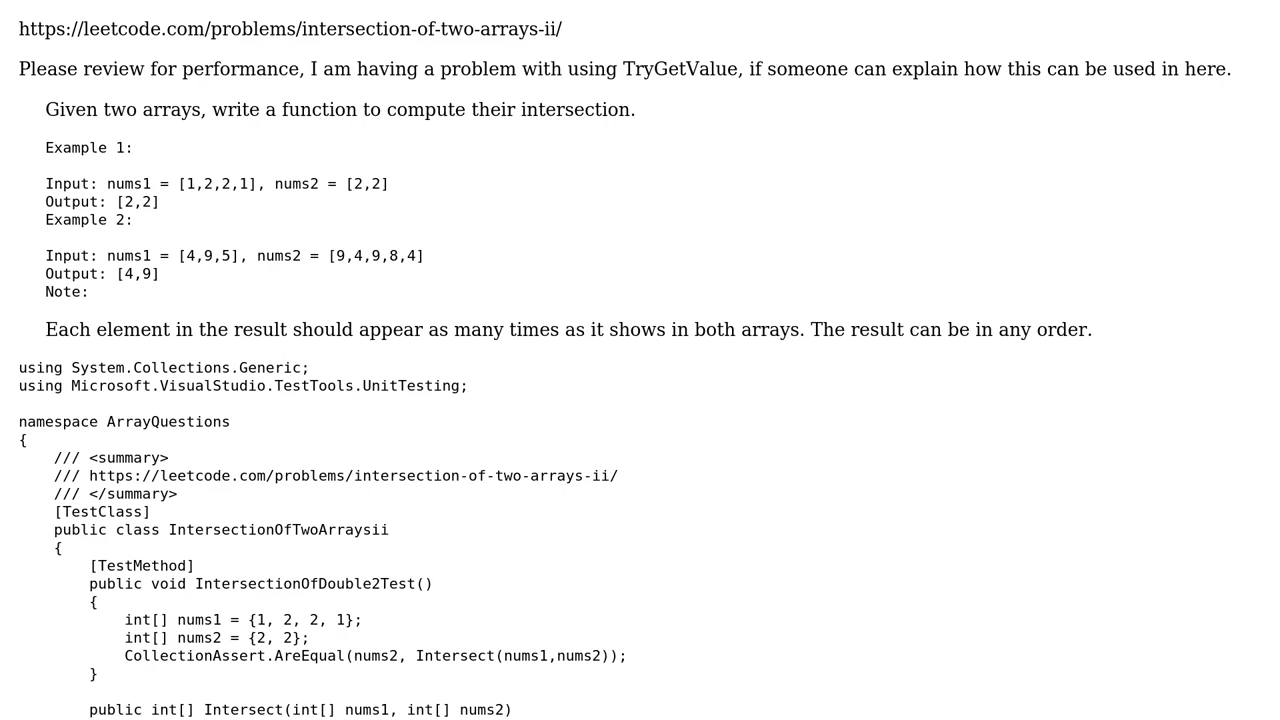 https://leetcode.com/problems/intersection-of-two-arrays-ii/
Please review for performance, I am having a problem with using TryGetValue, if someone can explain how this can be used in here.
Given two arrays, write a function to compute their intersection.
Example 1:
Input: nums1 = [1,2,2,1], nums2 = [2,2]
Output: [2,2]
Example 2:
Input: nums1 = [4,9,5], nums2 = [9,4,9,8,4]
Output: [4,9]
Note:
Each element in the result should appear as many times as it shows in both arrays. The result can be in any order.
using System.Collections.Generic;
using Microsoft.VisualStudio.TestTools.UnitTesting;
namespace ArrayQuestions
{
/// <summary>
/// https://leetcode.com/problems/intersection-of-two-arrays-ii/
/// </summary>
[TestClass]
public class IntersectionOfTwoArraysii
{
[TestMethod]
public void IntersectionOfDouble2Test()
{
int[] nums1 = {1, 2, 2, 1};
int[] nums2 = {2, 2};
CollectionAssert.AreEqual(nums2, Intersect(nums1,nums2));
}
public int[] Intersect(int[] nums1, int[] nums2)